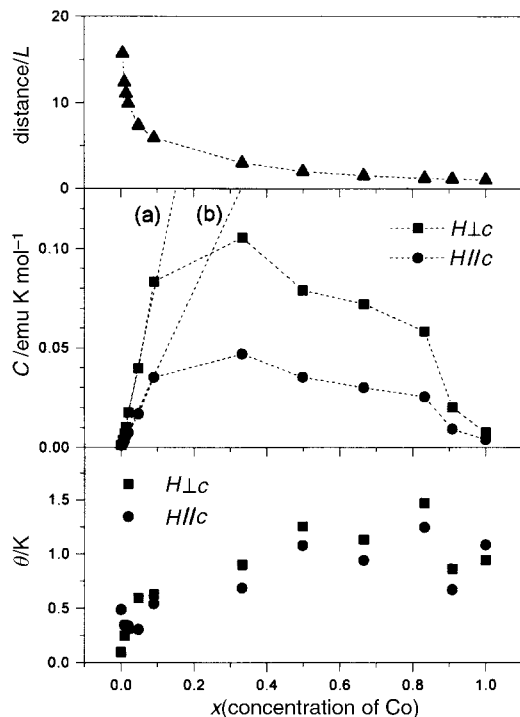 distance/L
20
10
0
(a)
(b)
H⊥c
H//c
C/emu K mol⁻¹
0.10
0.05
0.00
H⊥c
H//c
θ/K
1.5
1.0
0.5
0.0
0.0 0.2 0.4 0.6 0.8 1.0
x(concentration of Co)